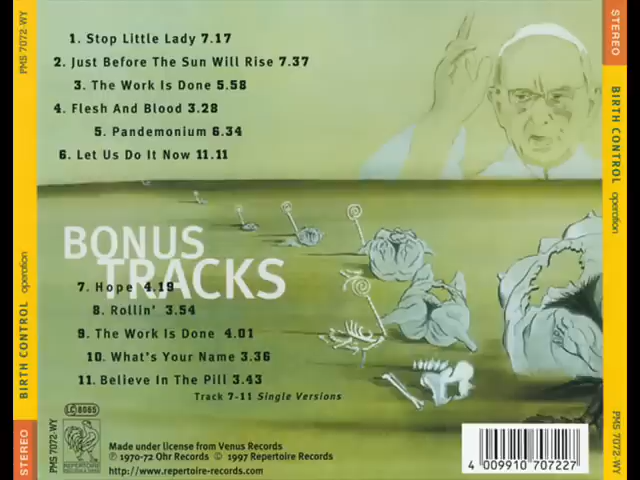 1. Stop Little Lady 7.17
2. Just Before The Sun Will Rise 7.37
3. The Work Is Done 5.58
4. Flesh And Blood 3.28
5. Pandemonium 6.34
6. Let Us Do It Now 11.11
BONUS
TRACKS
7. Hope 4.19
8. Rollin' 3.54
9. The Work Is Done 4.01
10. What's Your Name 3.36
11. Believe In The Pill 3.43
Track 7-11 Single Versions
LC 8065
REPERTOIRE
Made under license from Venus Records
℗ 1970-72 Ohr Records © 1997 Repertoire Records
http://www.repertoire-records.com
4 009910 707227
PMS 7072-WY
BIRTH CONTROL operation
STEREO
STEREO
BIRTH CONTROL operation
PMS 7072-WY
PMS 7072-WY